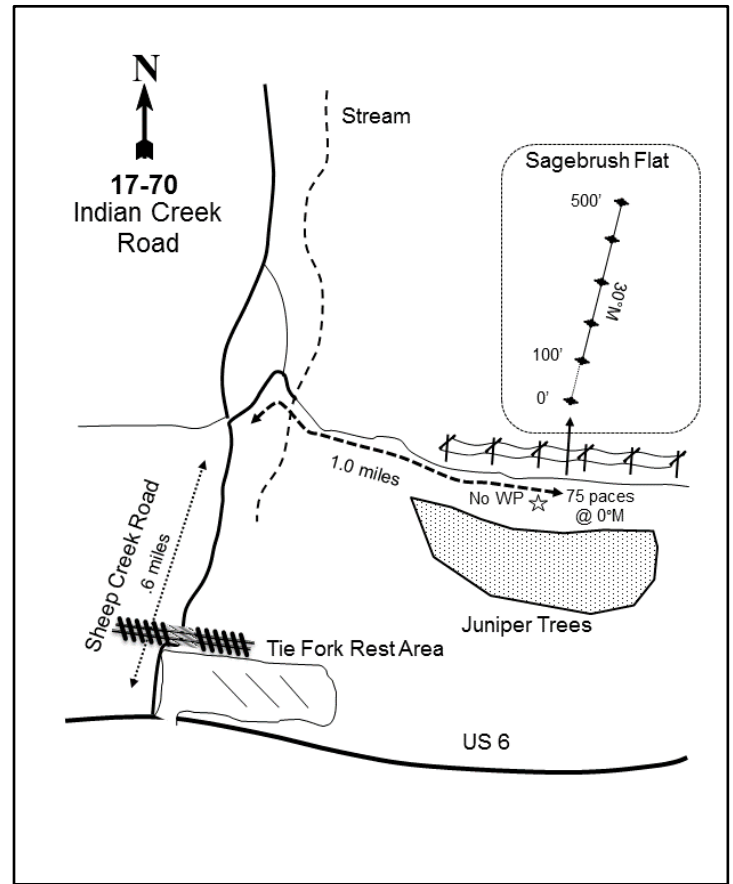 N
17-70
Indian Creek
Road
Stream
Sagebrush Flat
500'
30°M
100'
0'
1.0 miles
No WP
75 paces
@ 0°M
Sheep Creek Road
.6 miles
Juniper Trees
Tie Fork Rest Area
US 6